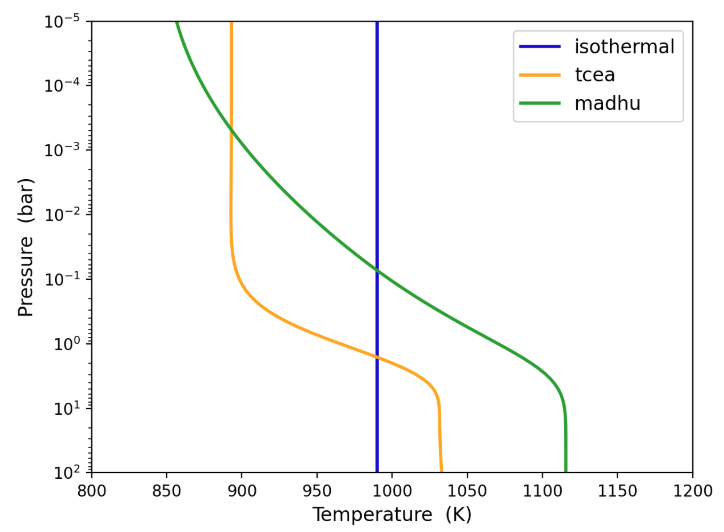 10⁻⁵
10⁻⁴
10⁻³
10⁻²
10⁻¹
10⁰
10¹
10²
Pressure (bar)
isothermal
tcea
madhu
800 850 900 950 1000 1050 1100 1150 1200
Temperature (K)